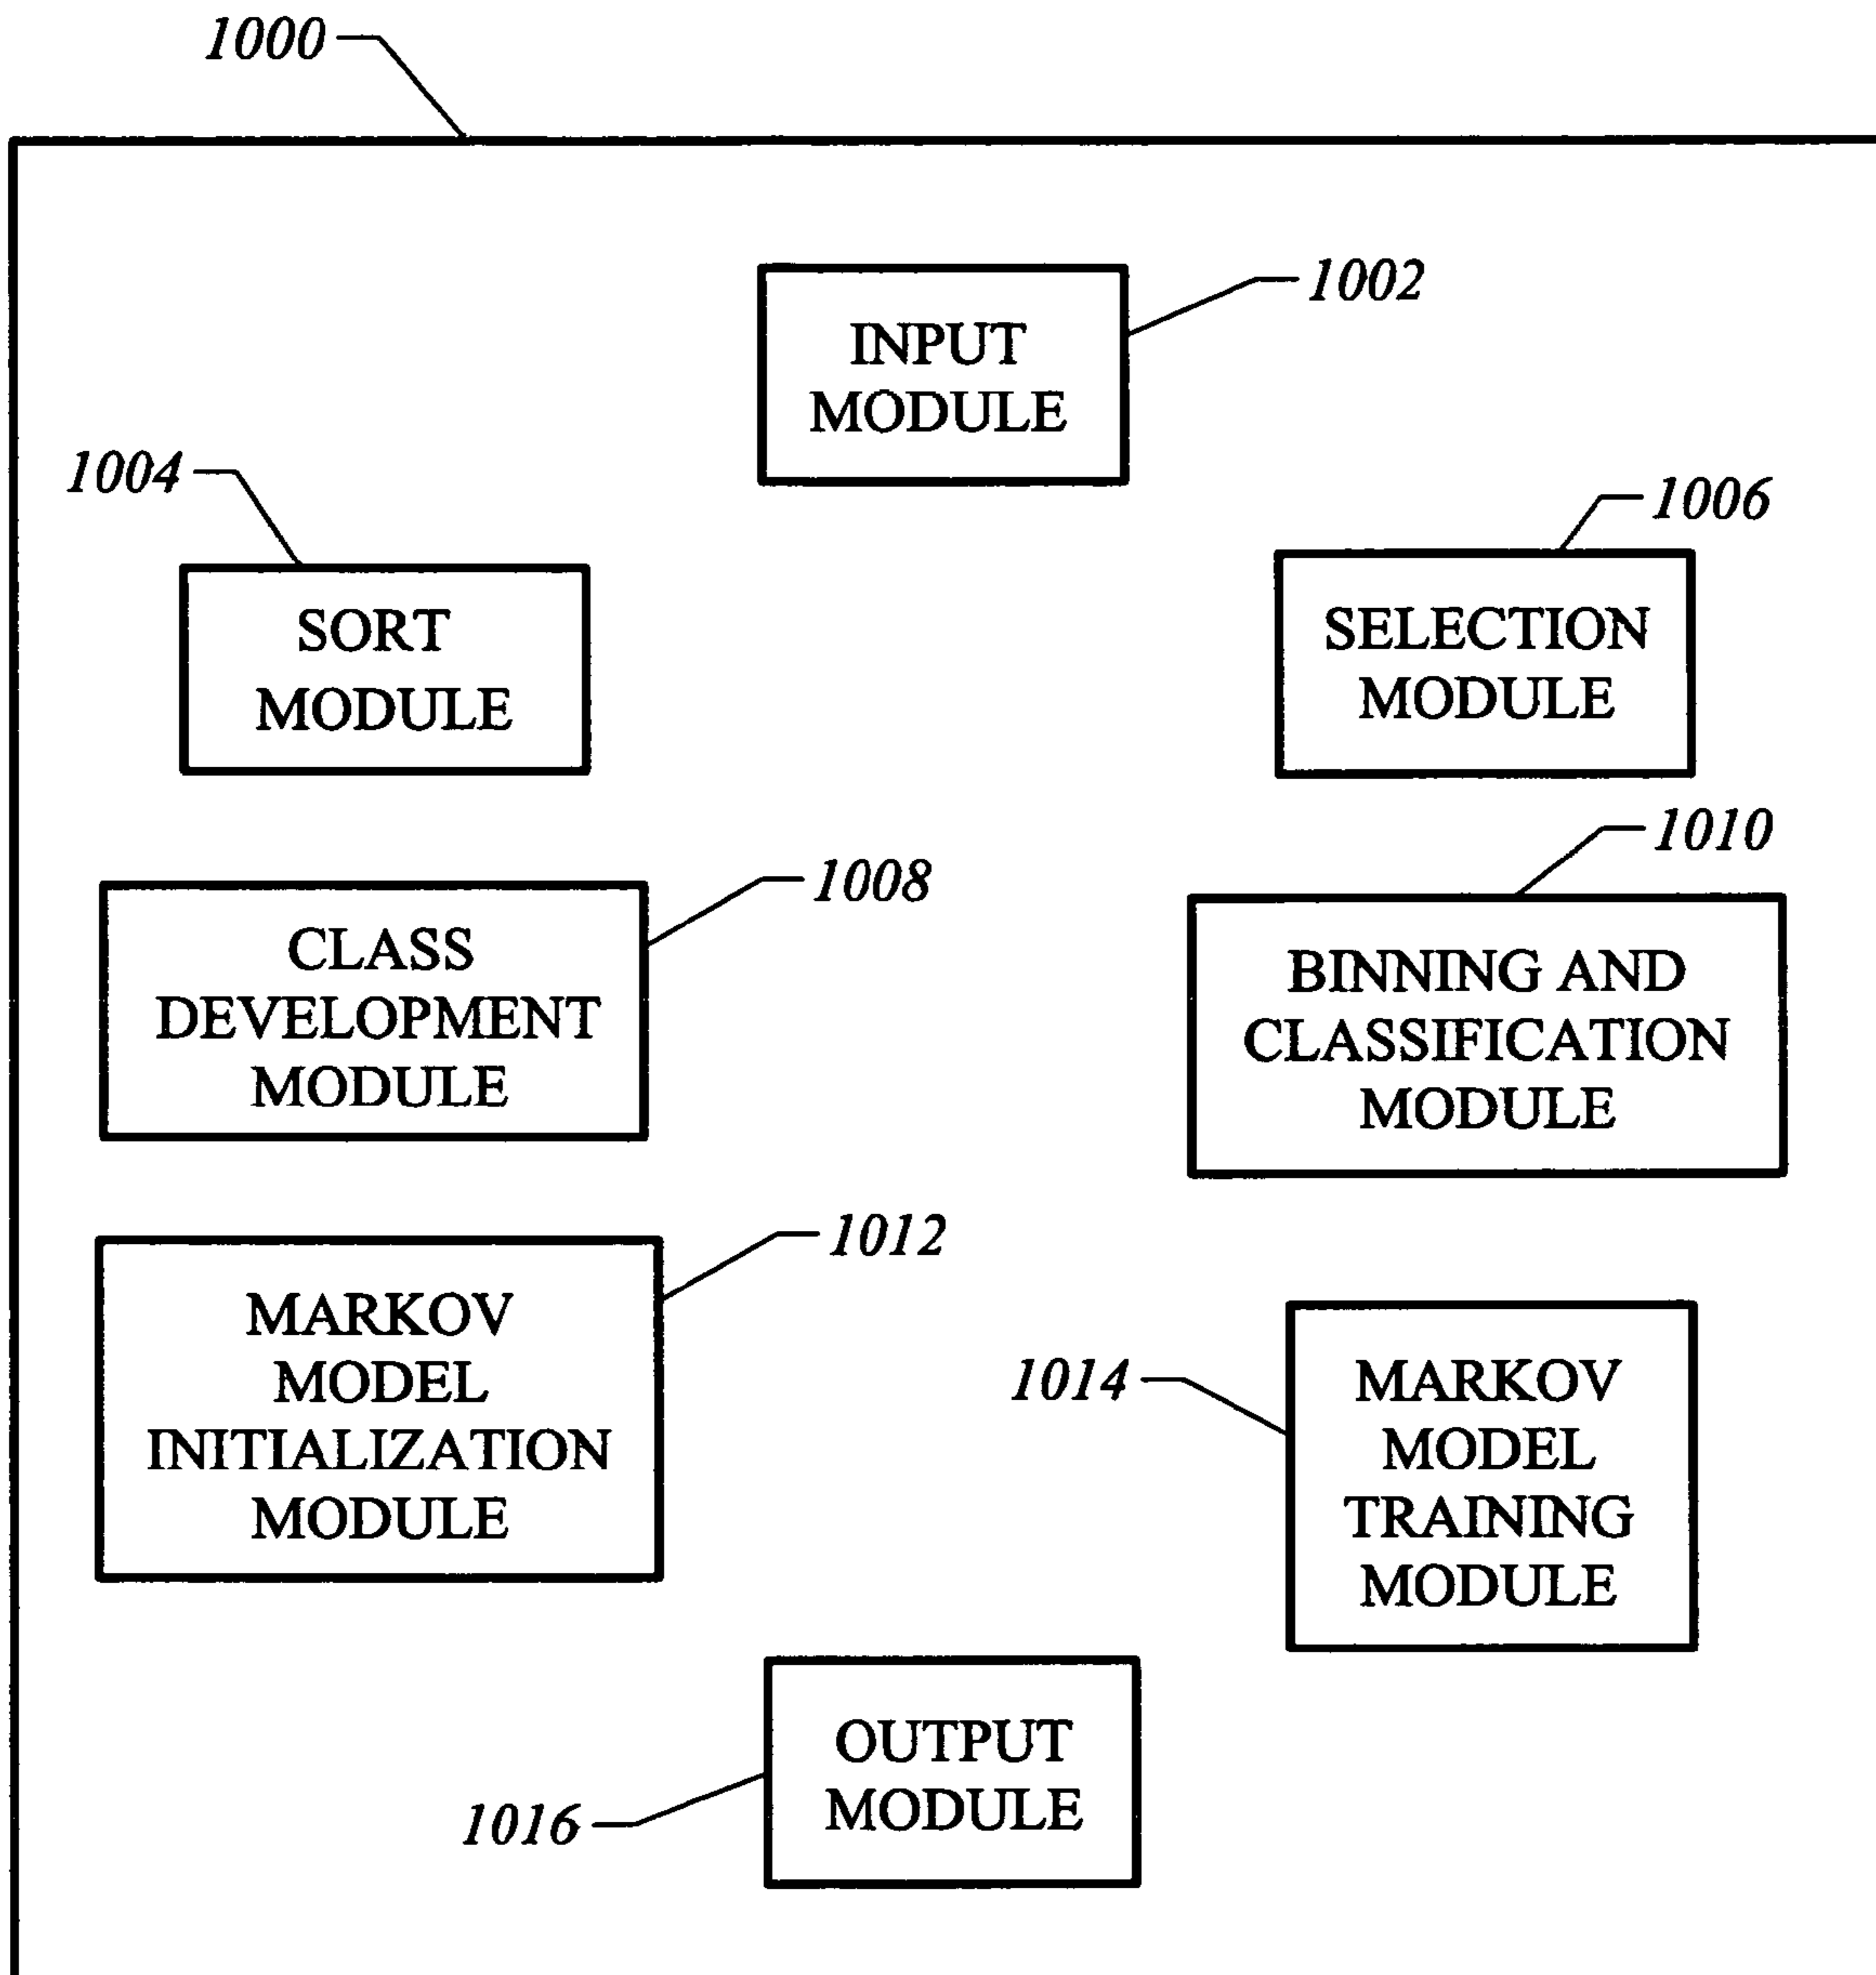 1000
INPUT
MODULE
1002
1004
SORT
MODULE
1006
SELECTION
MODULE
1008
CLASS
DEVELOPMENT
MODULE
1010
BINNING AND
CLASSIFICATION
MODULE
1012
MARKOV
MODEL
INITIALIZATION
MODULE
1014
MARKOV
MODEL
TRAINING
MODULE
OUTPUT
MODULE
1016